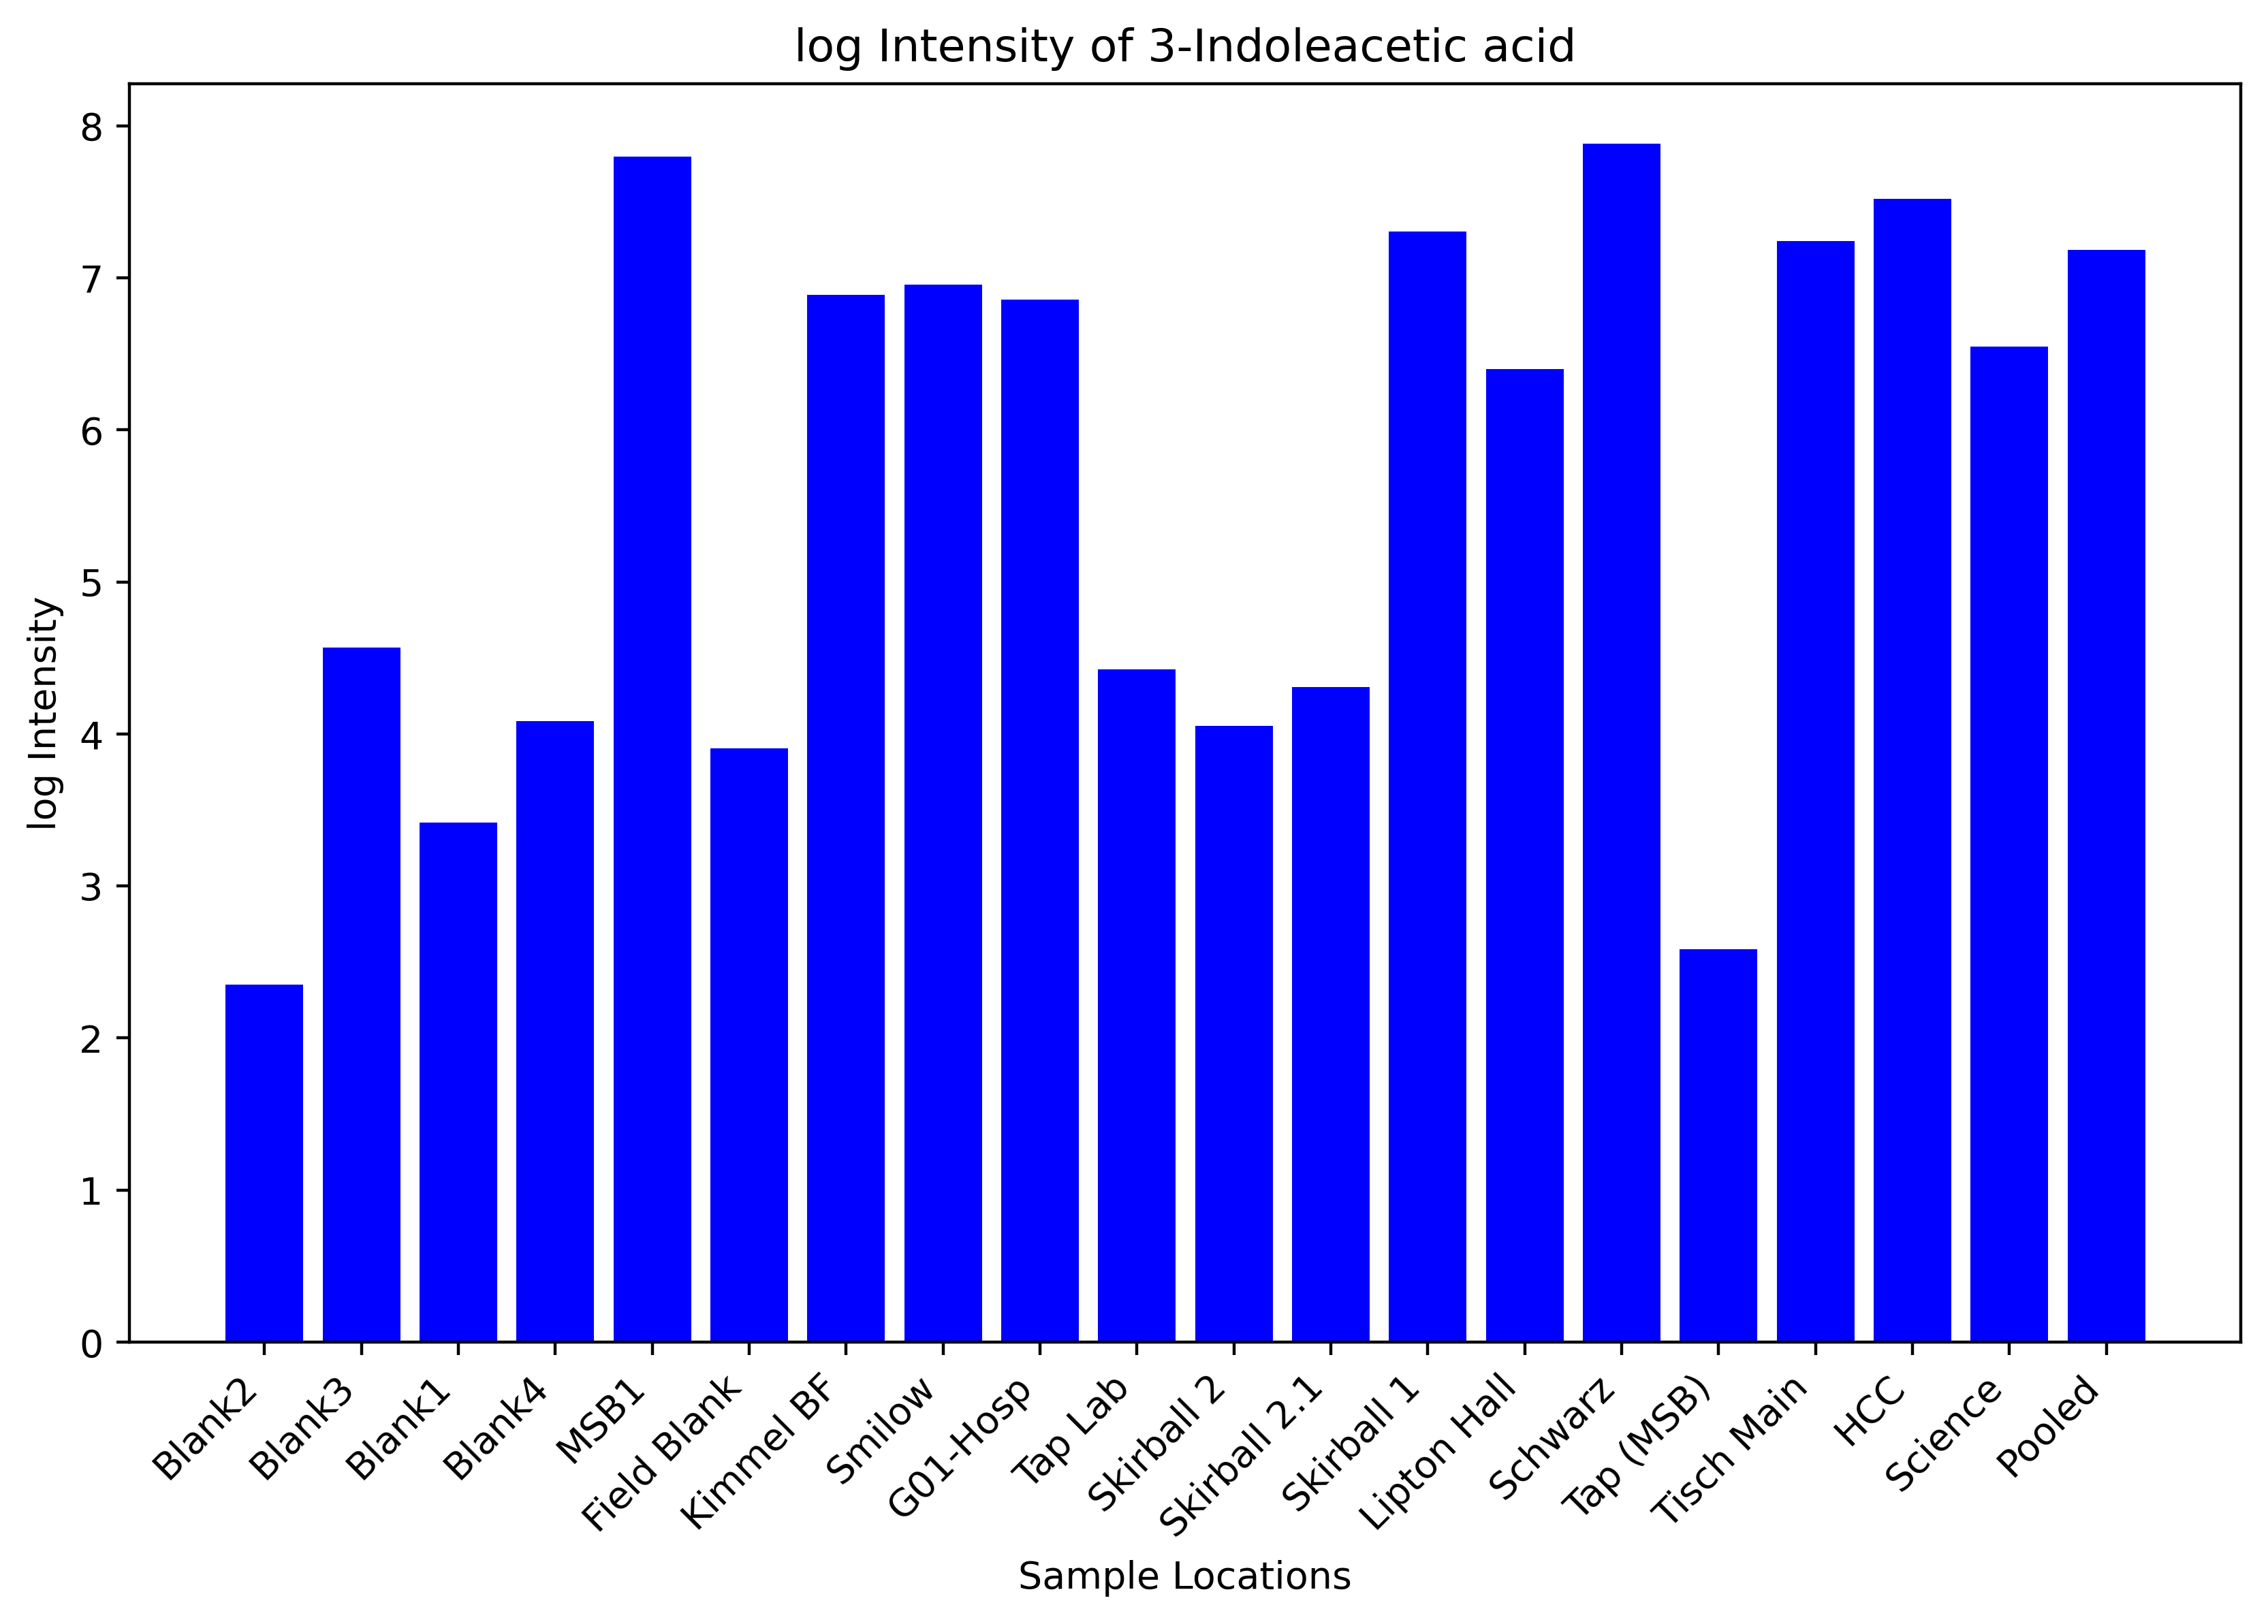 log Intensity of 3-Indoleacetic acid
log Intensity
8
7
6
5
4
3
2
1
0
Blank2
Blank3
Blank1
Blank4
MSB1
Field Blank
Kimmel BF
Smilow
G01-Hosp
Tap Lab
Skirball 2
Skirball 2.1
Skirball 1
Lipton Hall
Schwarz
Tap (MSB)
Tisch Main
HCC
Science
Pooled
Sample Locations